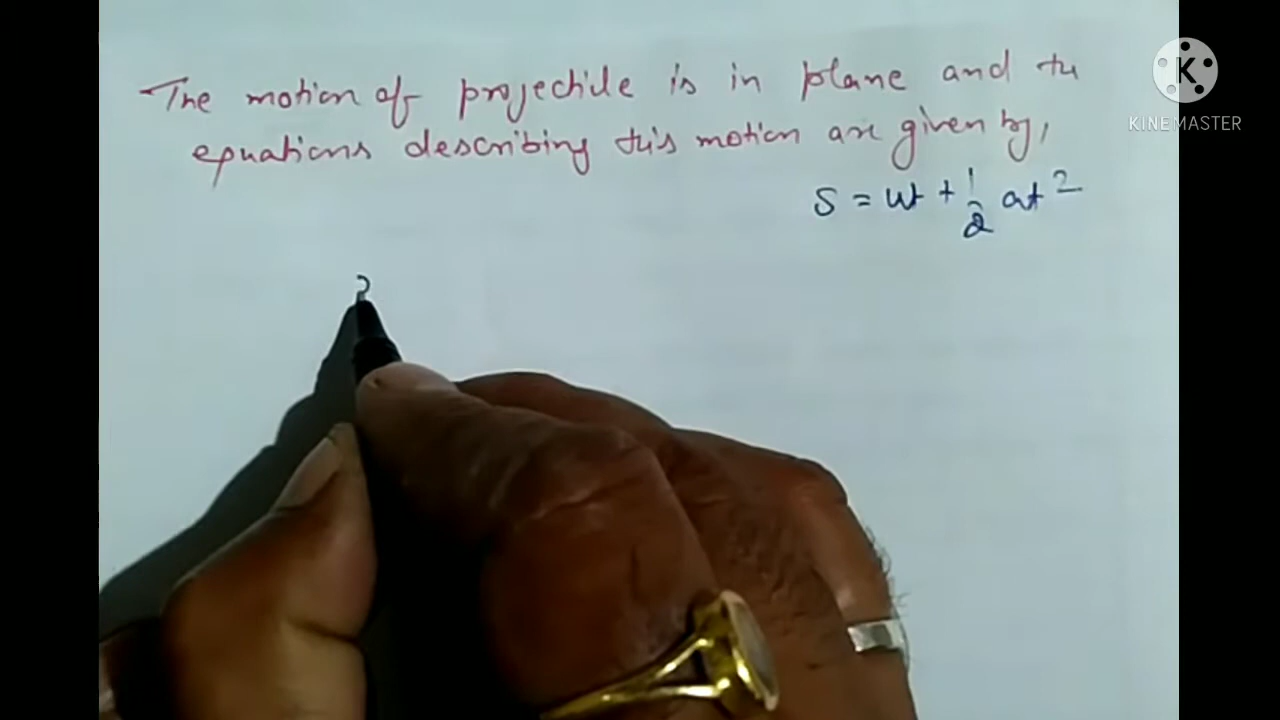 The motion of projectile is in plane and the
equations describing this motion are given by,
S = ut + 1/2 at²
K
KINEMASTER